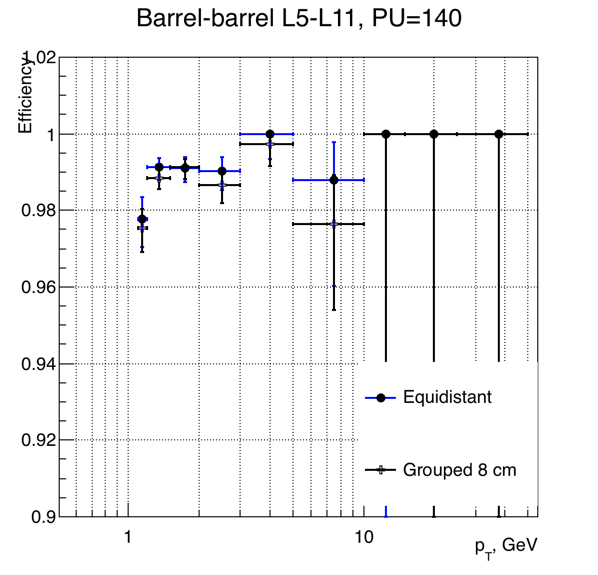 Barrel-barrel L5-L11, PU=140
Efficiency
1.02
1
0.98
0.96
0.94
0.92
0.9
Equidistant
Grouped 8 cm
1
10
pT, GeV